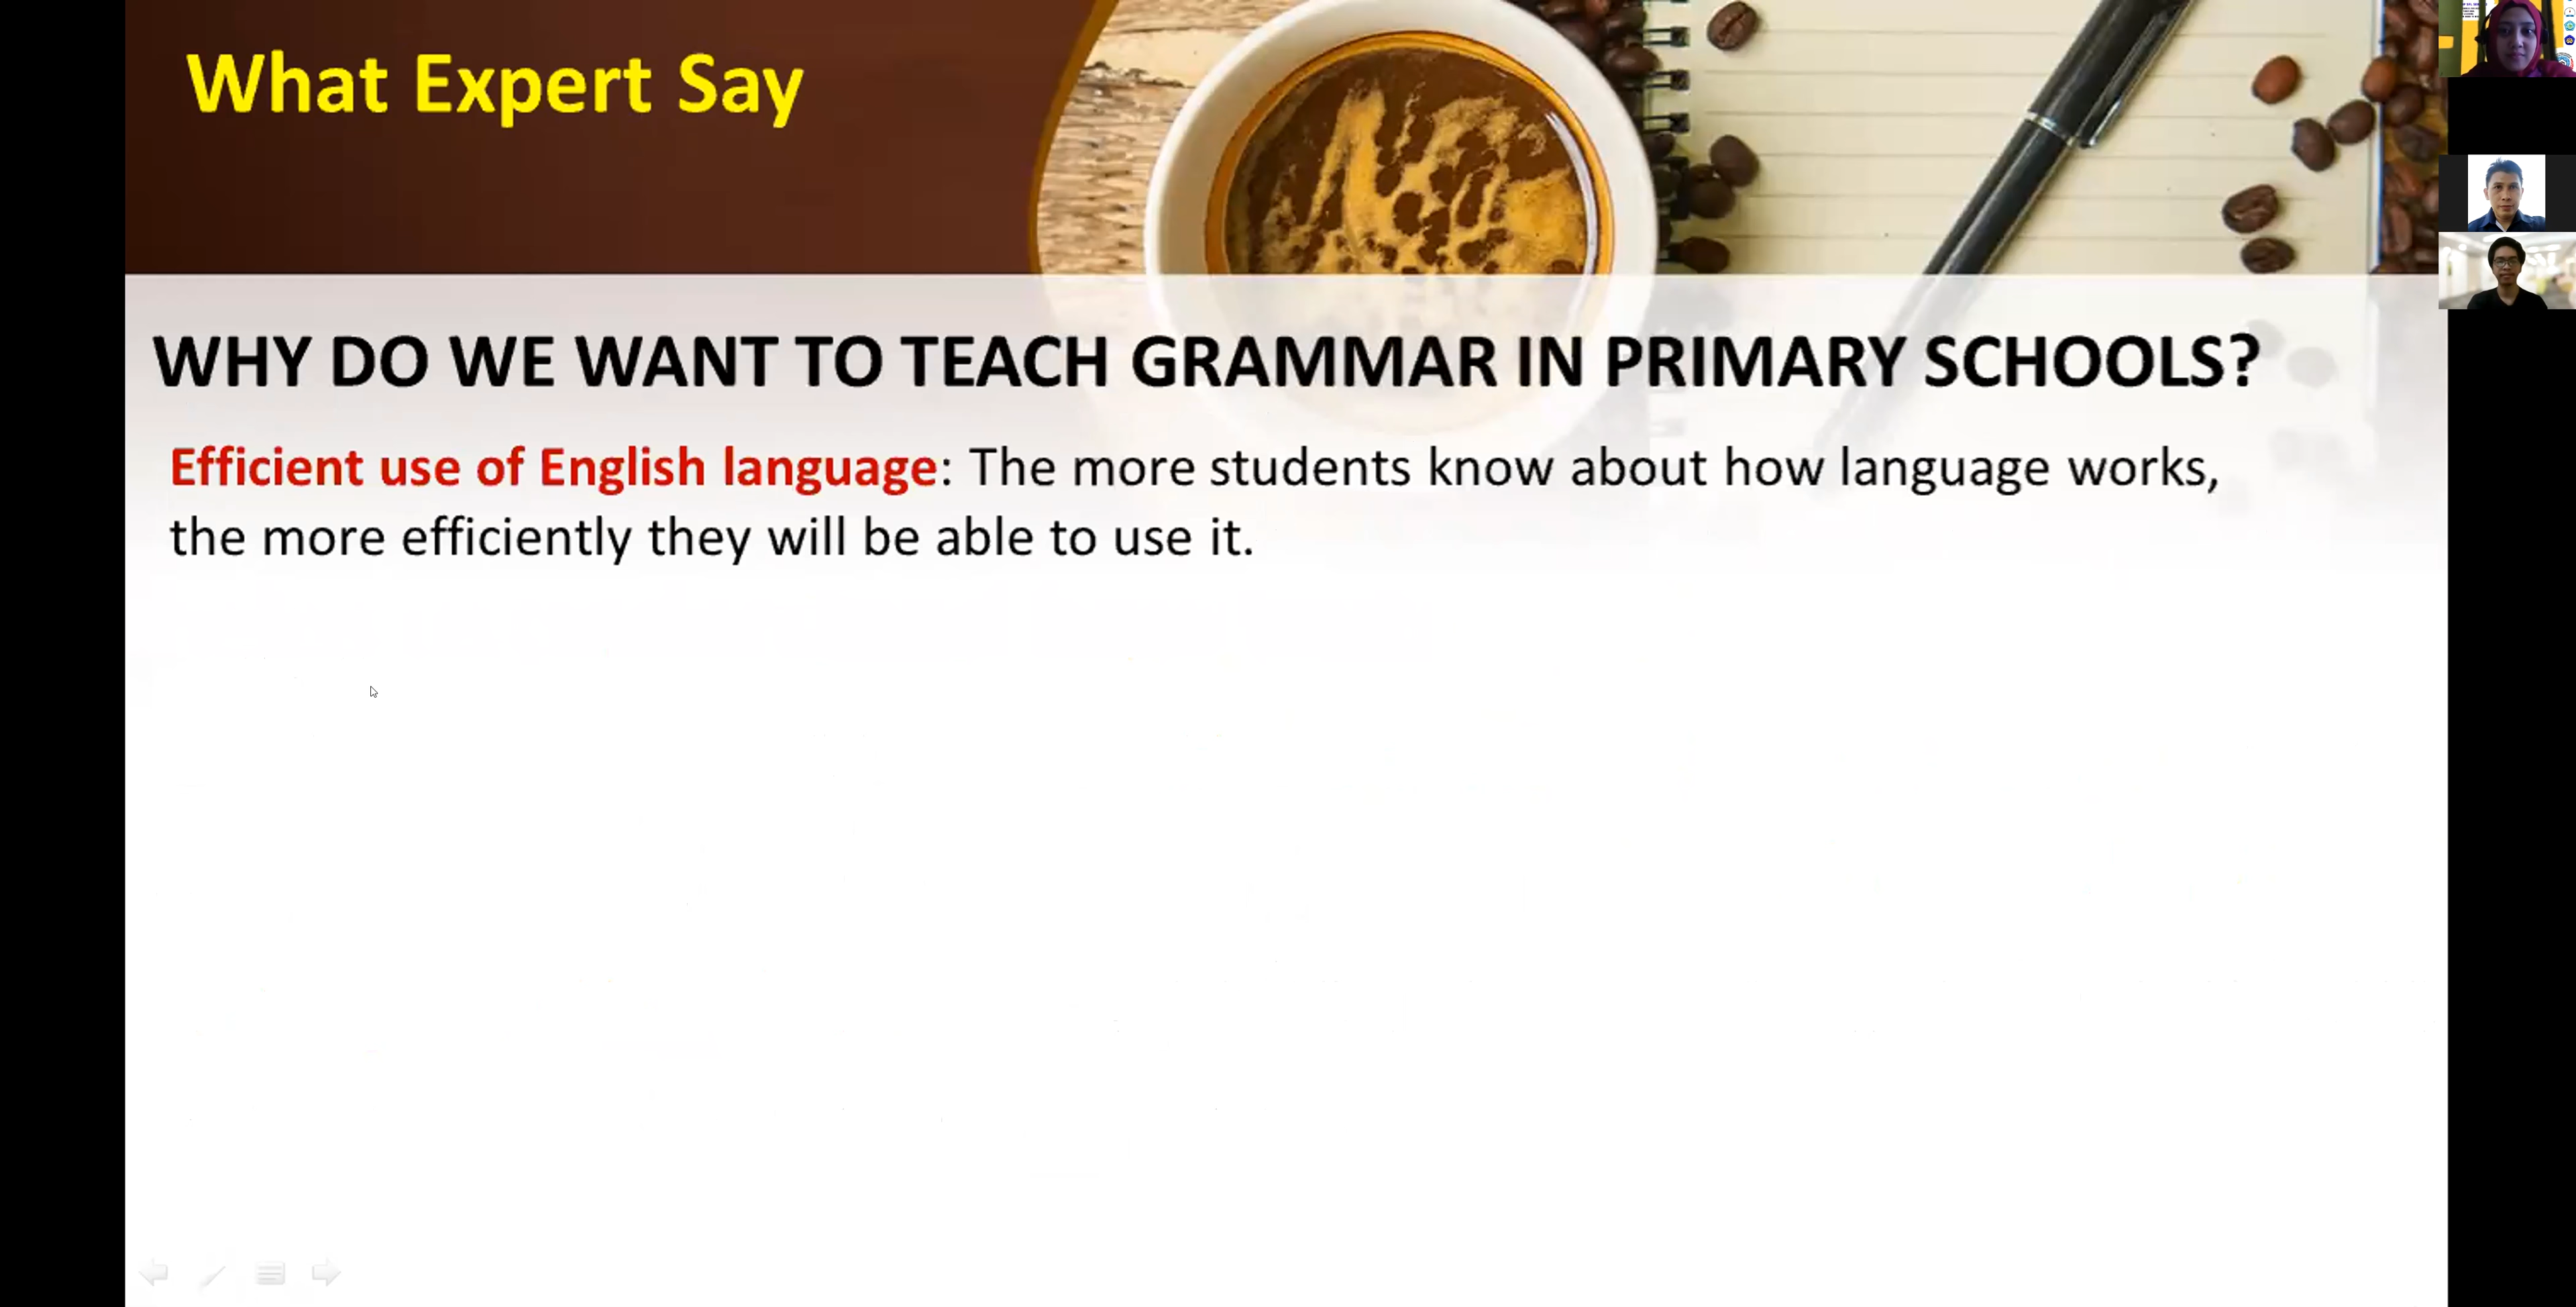 What Expert Say
WHY DO WE WANT TO TEACH GRAMMAR IN PRIMARY SCHOOLS?
Efficient use of English language: The more students know about how language works,
the more efficiently they will be able to use it.